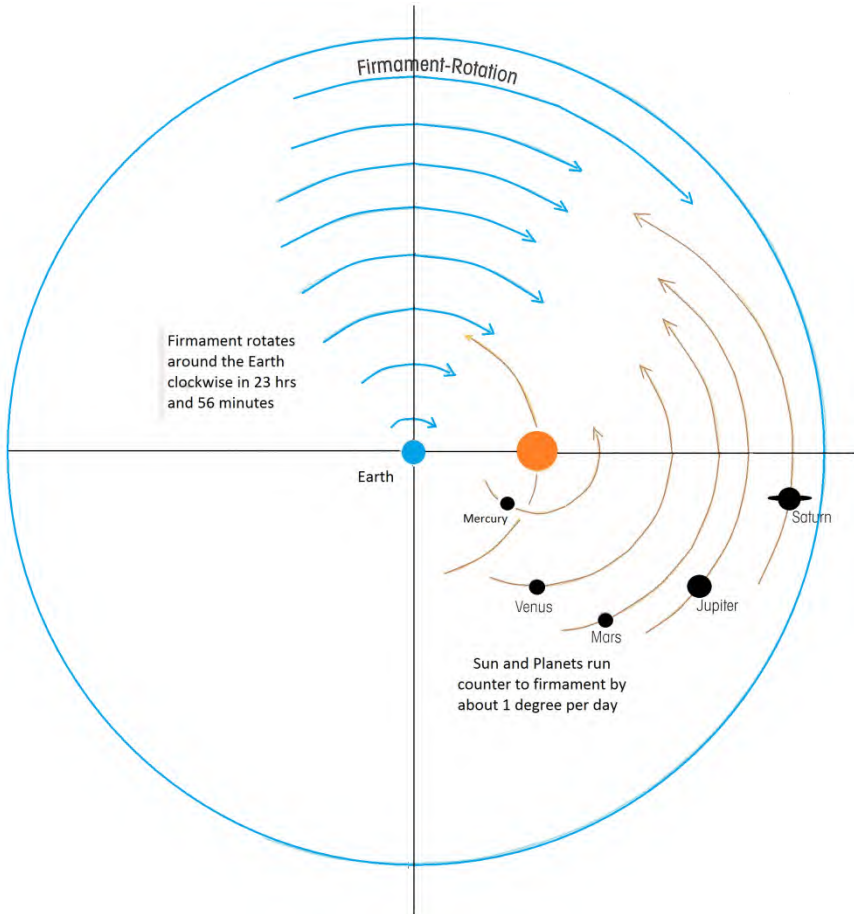 Firmament-Rotation
Firmament rotates
around the Earth
clockwise in 23 hrs
and 56 minutes
Earth
Mercury
Saturn
Venus
Jupiter
Mars
Sun and Planets run
counter to firmament by
about 1 degree per day